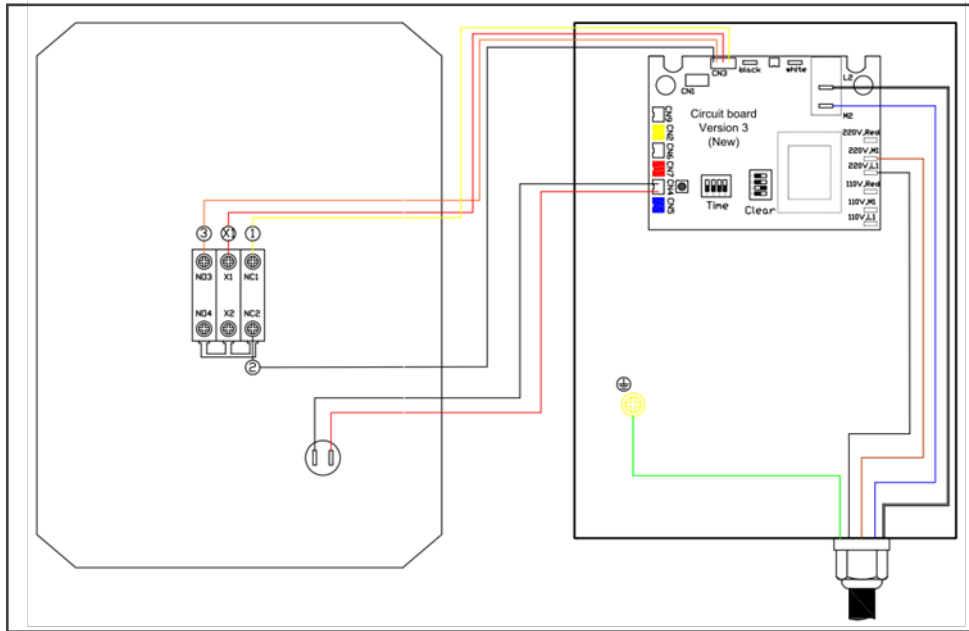 CN3
black
white
L2
CN1
M2
Circuit board
Version 3
(New)
CN9
CN2
CN6
CN7
CN4
CN5
220V,Red
220V,M1
220V,L1
110V,Red
110V,M1
110V,L1
Time
Clear
3
X1
1
NO3
X1
NC1
NO4
X2
NC2
2